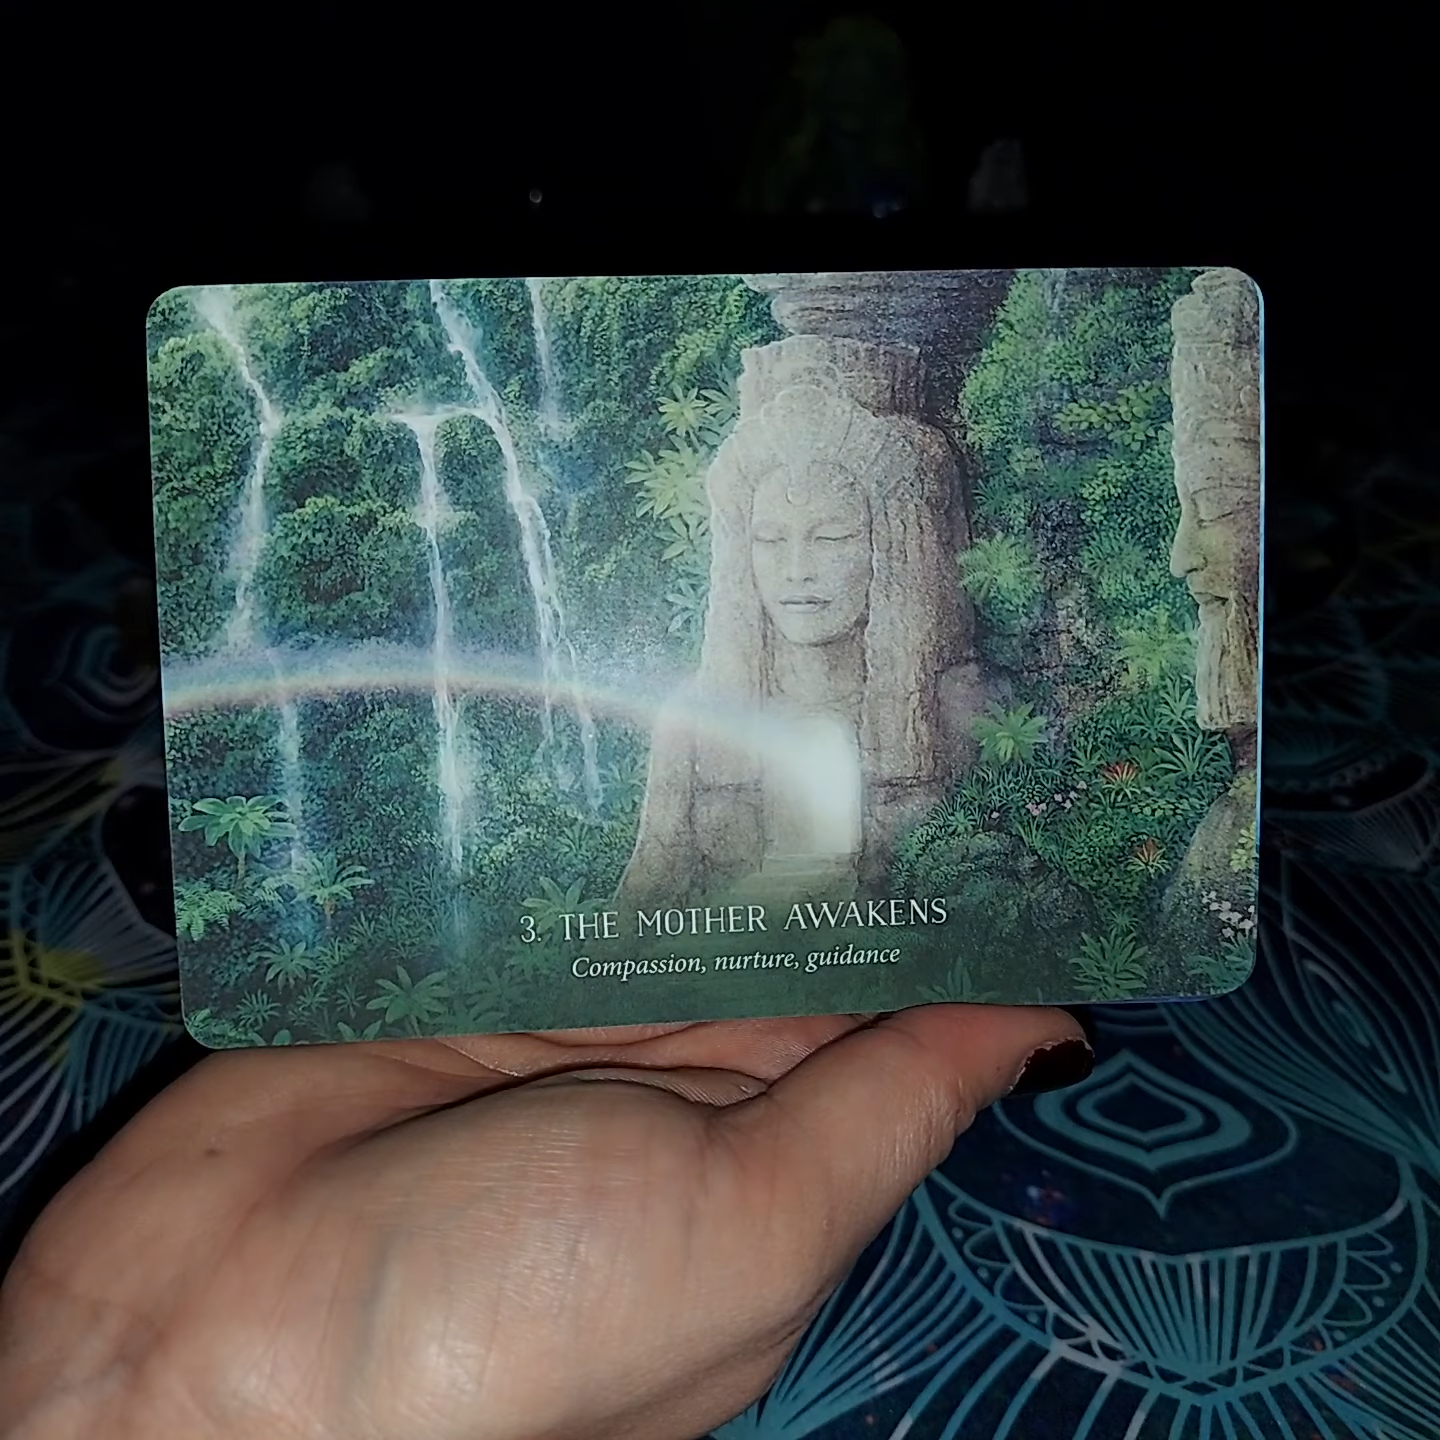 3. THE MOTHER AWAKENS
Compassion, nurture, guidance